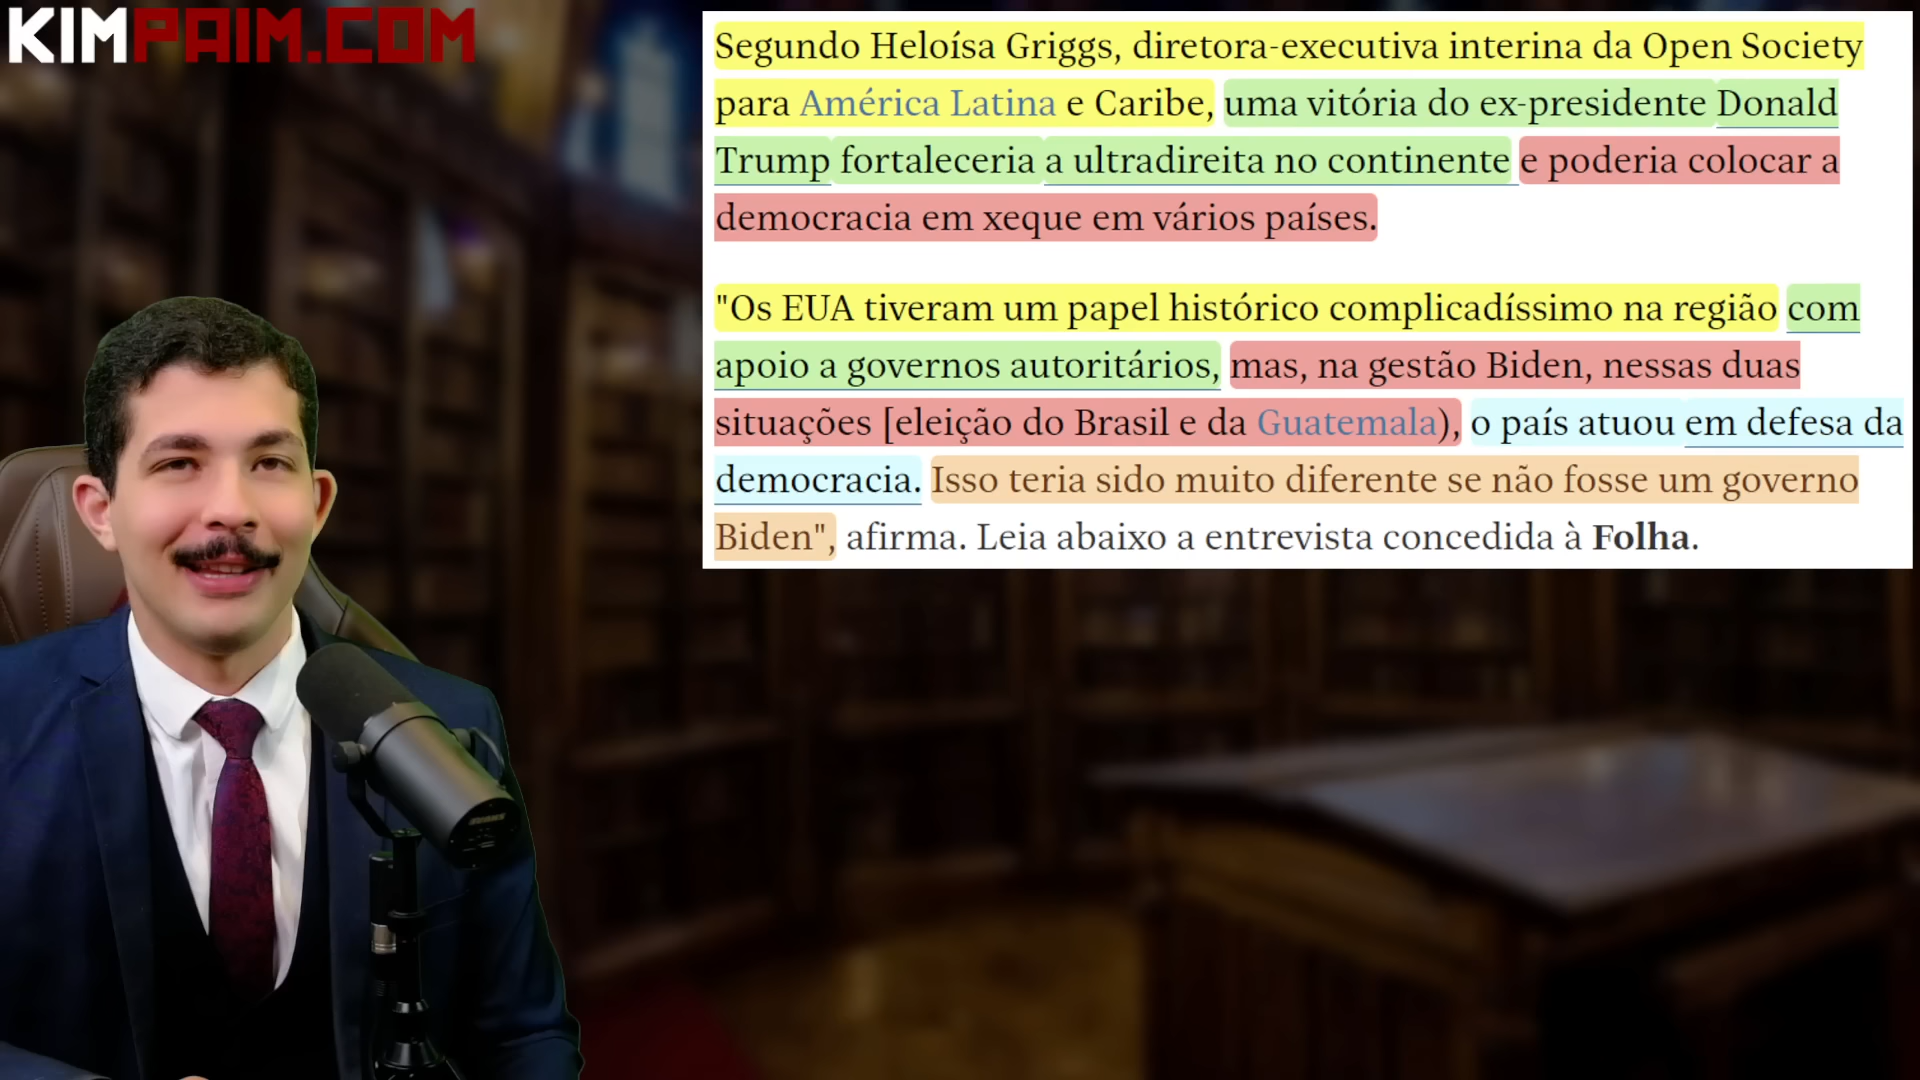 KIMPAIM.COM
Segundo Heloísa Griggs, diretora-executiva interina da Open Society
para América Latina e Caribe, uma vitória do ex-presidente Donald
Trump fortaleceria a ultradireita no continente e poderia colocar a
democracia em xeque em vários países.
"Os EUA tiveram um papel histórico complicadíssimo na região com
apoio a governos autoritários, mas, na gestão Biden, nessas duas
situações [eleição do Brasil e da Guatemala), o país atuou em defesa da
democracia. Isso teria sido muito diferente se não fosse um governo
Biden", afirma. Leia abaixo a entrevista concedida à Folha.